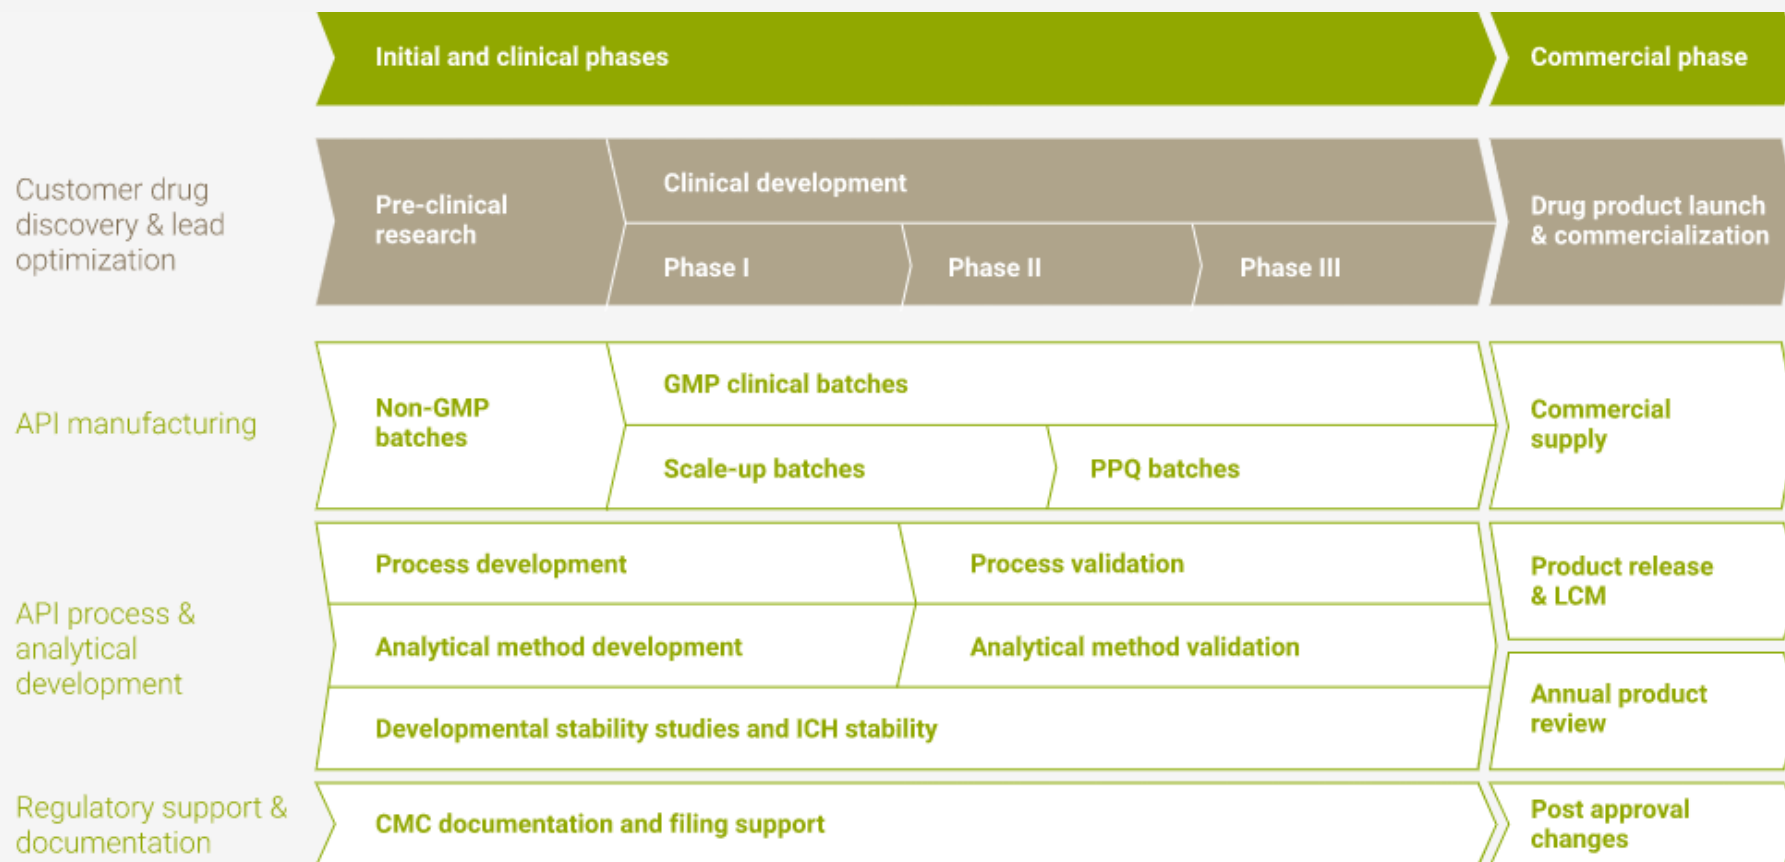 Initial and clinical phases
Commercial phase
Customer drug
discovery & lead
optimization
Pre-clinical
research
Clinical development
Phase I
Phase II
Phase III
Drug product launch
& commercialization
API manufacturing
Non-GMP
batches
GMP clinical batches
Scale-up batches
PPQ batches
Commercial
supply
API process &
analytical
development
Process development
Process validation
Analytical method development
Analytical method validation
Developmental stability studies and ICH stability
Product release
& LCM
Annual product
review
Regulatory support &
documentation
CMC documentation and filing support
Post approval
changes